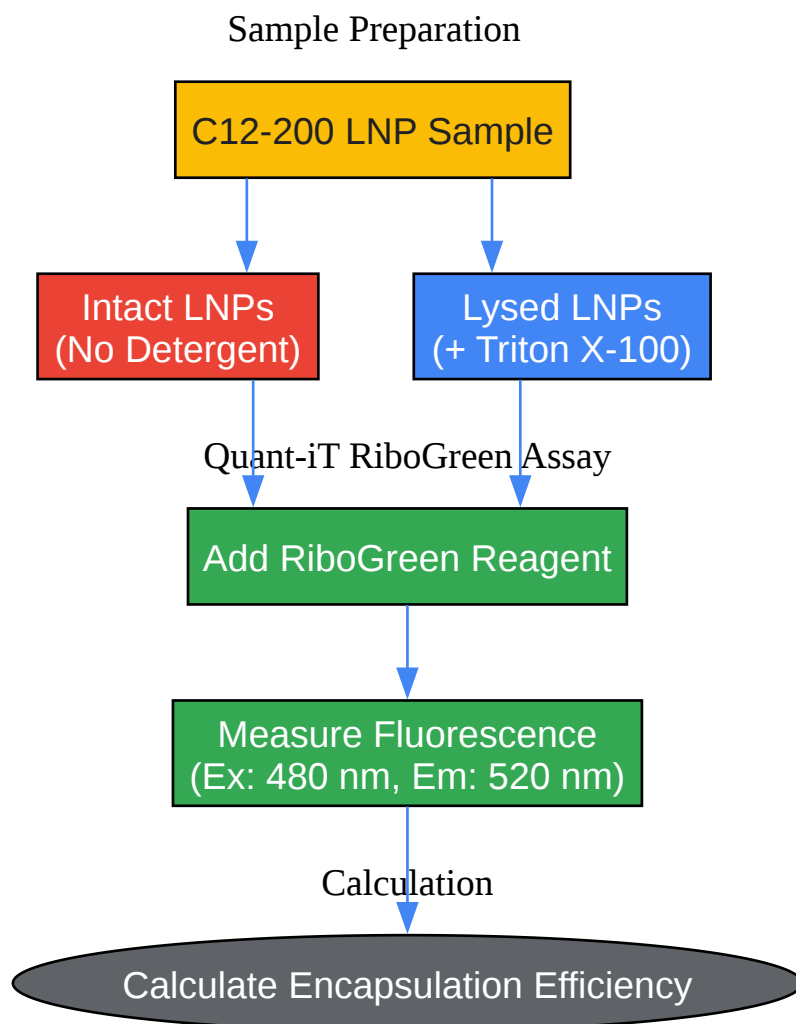 Sample Preparation
C12-200 LNP Sample
Intact LNPs
(No Detergent)
Lysed LNPs
(+ Triton X-100)
Quant-iT RiboGreen Assay
Add RiboGreen Reagent
Measure Fluorescence
(Ex: 480 nm, Em: 520 nm)
Calculation
Calculate Encapsulation Efficiency